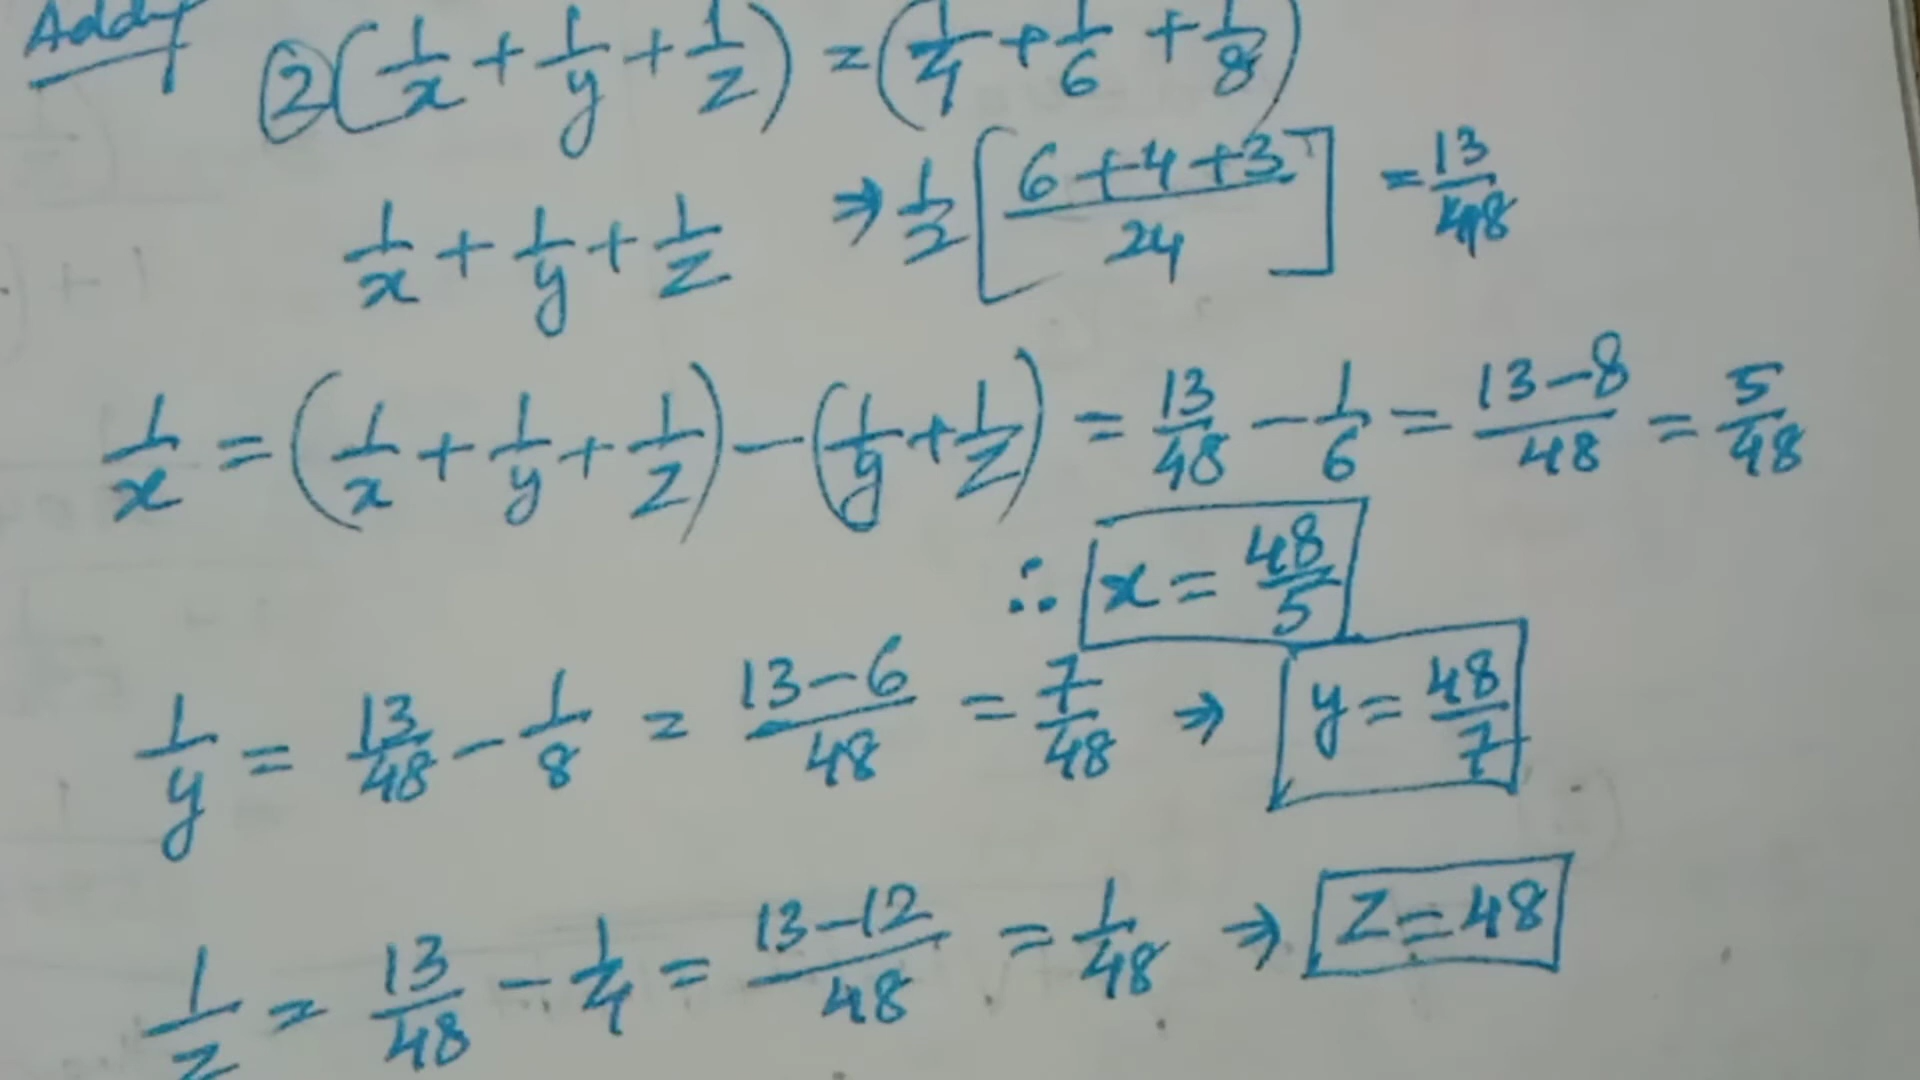 Addy
②(1/x + 1/y + 1/z) = (1/4 + 1/6 + 1/8)
1/x + 1/y + 1/z ⇒ 1/2 [(6+4+3)/24] = 13/48
1/x = (1/x + 1/y + 1/z) − (1/y + 1/z) = 13/48 − 1/6 = (13−8)/48 = 5/48
∴ x = 48/5
1/y = 13/48 − 1/8 = (13−6)/48 = 7/48 ⇒ y = 48/7
1/z = 13/48 − 1/4 = (13−12)/48 = 1/48 ⇒ z = 48